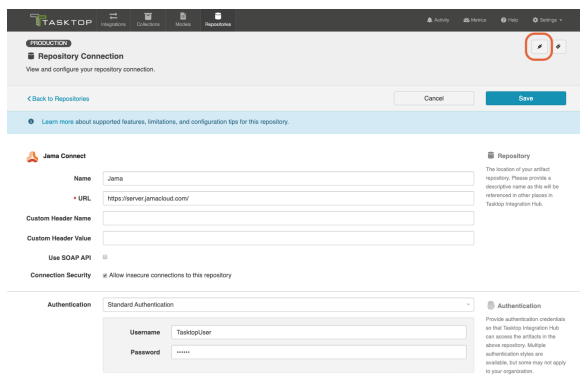 TASKTOP
Integrations
Collections
Models
Repositories
Activity
Metrics
Help
Settings
PRODUCTION
Repository Connection
View and configure your repository connection.
Back to Repositories
Cancel
Save
Learn more about supported features, limitations, and configuration tips for this repository.
Jama Connect
Name
Jama
* URL
https://server.jamacloud.com/
Custom Header Name
Custom Header Value
Use SOAP API
Connection Security
Allow insecure connections to this repository
Repository
The location of your artifact
repository. Please provide a
descriptive name as this will be
referenced in other places in
Tasktop Integration Hub.
Authentication
Standard Authentication
Username
TasktopUser
Password
••••••
Authentication
Provide authentication credentials
so that Tasktop Integration Hub
can access the artifacts in the
above repository. Multiple
authentication styles are
available, but some may not apply
to your organization.